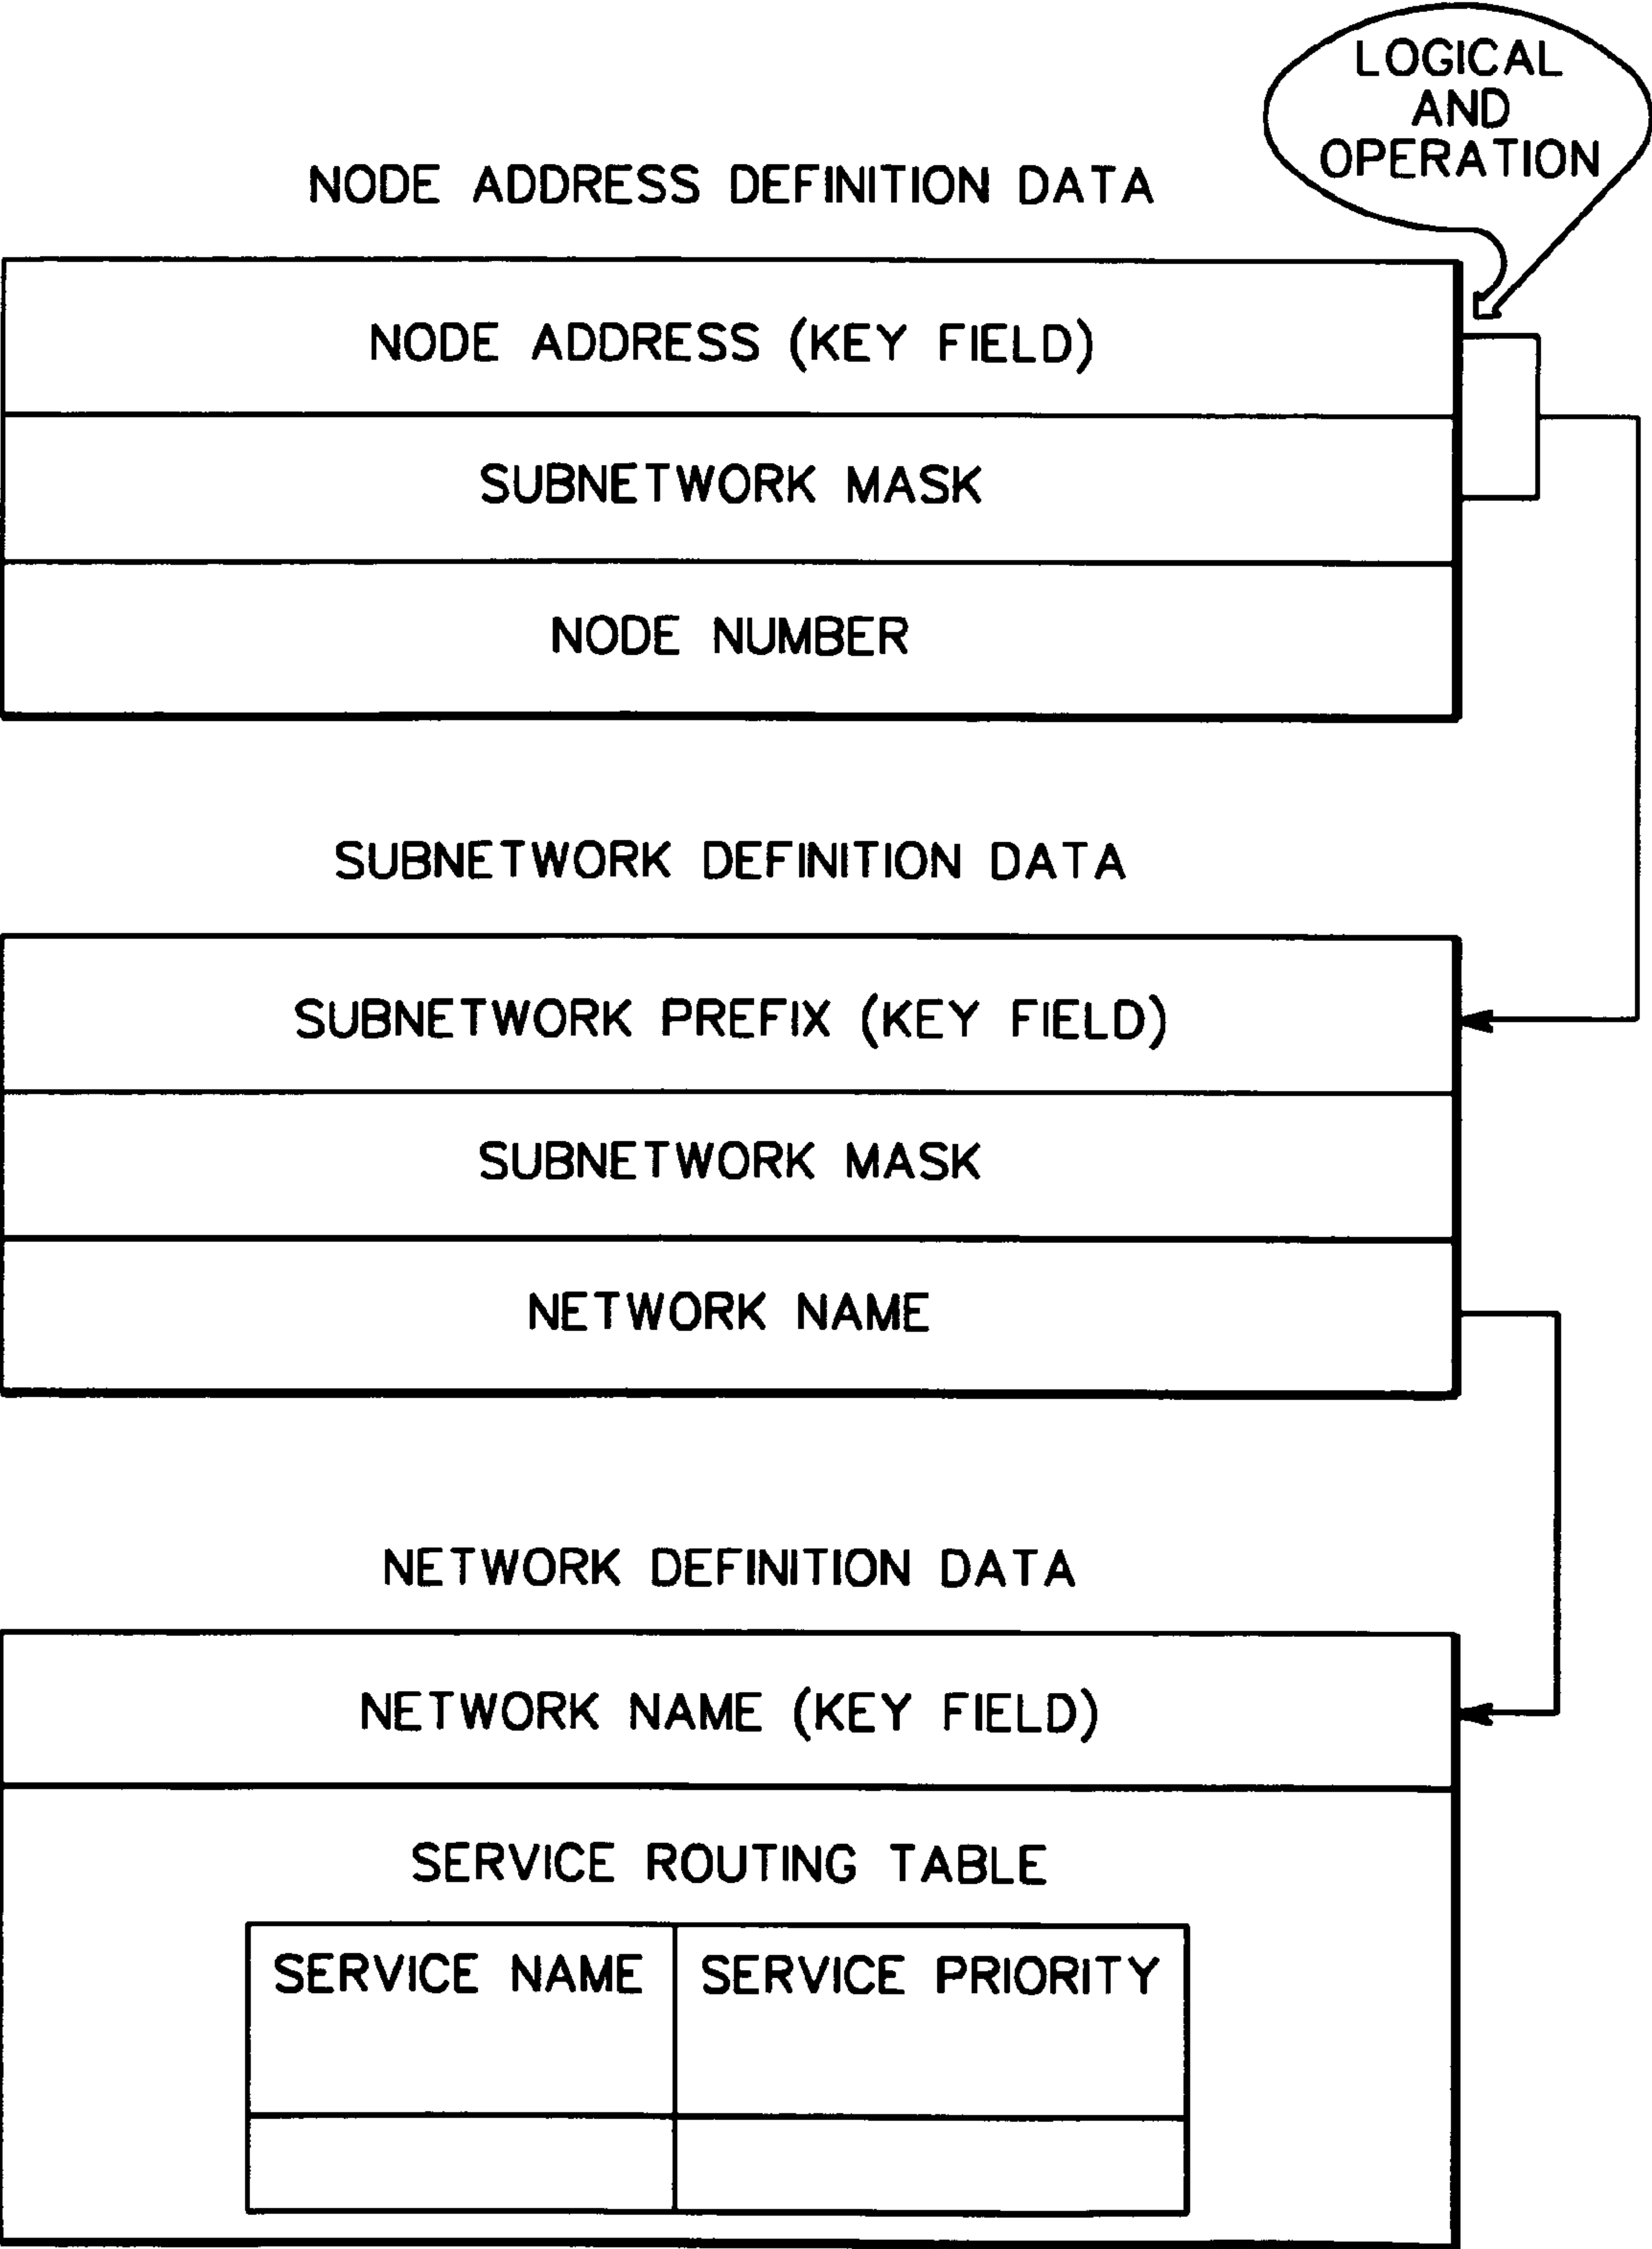 LOGICAL
AND
OPERATION
NODE ADDRESS DEFINITION DATA
NODE ADDRESS (KEY FIELD)
SUBNETWORK MASK
NODE NUMBER
SUBNETWORK DEFINITION DATA
SUBNETWORK PREFIX (KEY FIELD)
SUBNETWORK MASK
NETWORK NAME
NETWORK DEFINITION DATA
NETWORK NAME (KEY FIELD)
SERVICE ROUTING TABLE
SERVICE NAME SERVICE PRIORITY